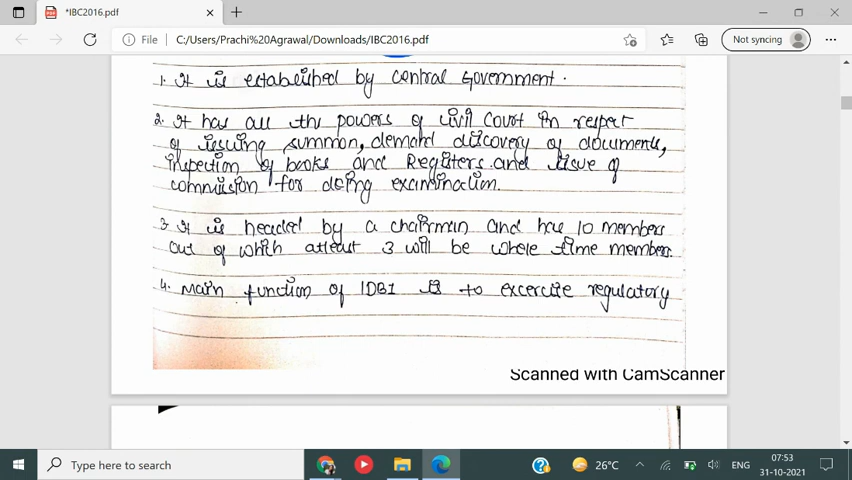 *IBC2016.pdf
File C:/Users/Prachi%20Agrawal/Downloads/IBC2016.pdf
Not syncing
1. It is established by Central Government.
2. It has all the powers of civil Court in respect
of issuing summon, demand discovery of documents,
inspection of books and Registers and issue of
commission for doing examination.
3. It is headed by a chairman and has 10 members
out of which atleast 3 will be whole time members.
4. Main function of IDBI is to excercise regulatory
Scanned with CamScanner
Type here to search
26°C
ENG
07:53
31-10-2021